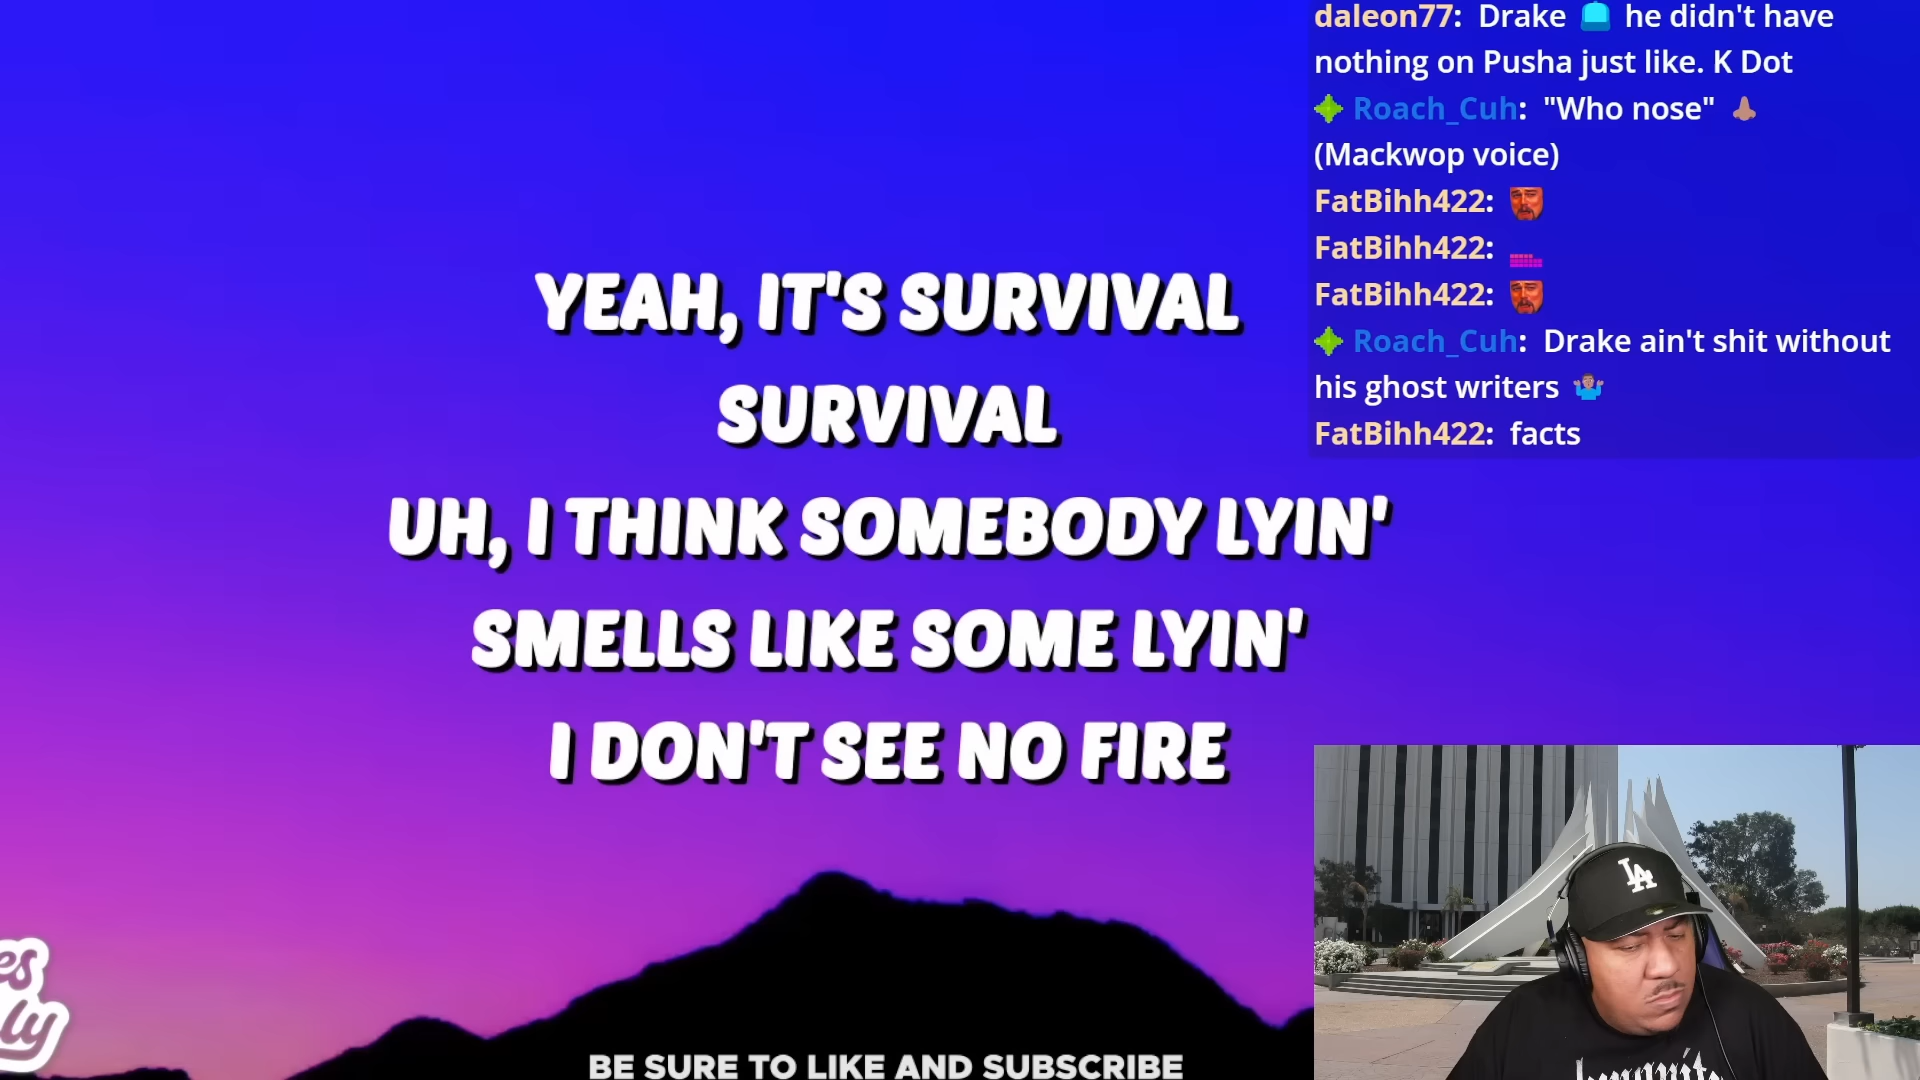 YEAH, IT'S SURVIVAL
SURVIVAL
UH, I THINK SOMEBODY LYIN'
SMELLS LIKE SOME LYIN'
I DON'T SEE NO FIRE
BE SURE TO LIKE AND SUBSCRIBE
daleon77: Drake 🧢 he didn't have
nothing on Pusha just like. K Dot
Roach_Cuh: "Who nose" 👃🏽
(Mackwop voice)
FatBihh422:
FatBihh422:
FatBihh422:
Roach_Cuh: Drake ain't shit without
his ghost writers 🤷🏽‍♂️
FatBihh422: facts
LA